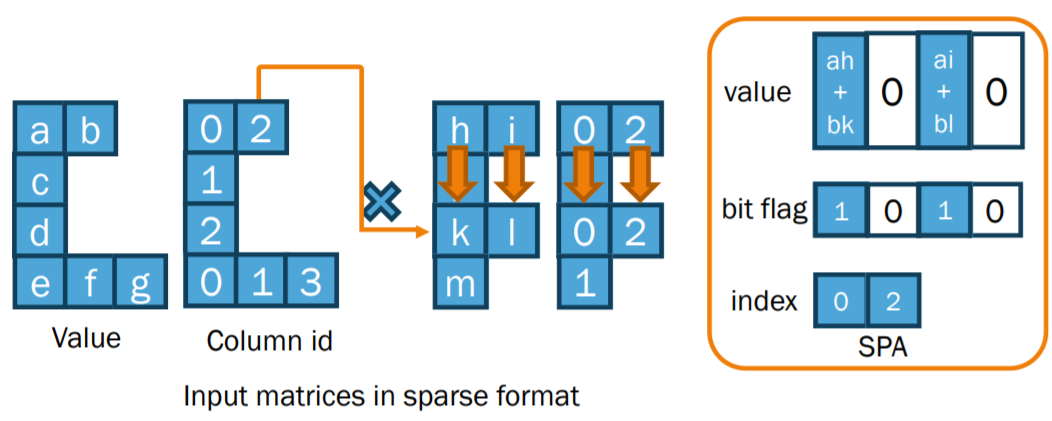 a b
c
d
e f g
Value
0 2
1
2
0 1 3
Column id
h i
k l
m
0 2
0 2
1
Input matrices in sparse format
value
ah
+
bk
0
ai
+
bl
0
bit flag 1 0 1 0
index 0 2
SPA